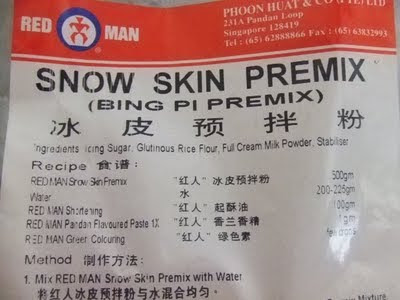 RED MAN
PHOON HUAT & CO (PTE) LTD
231A Pandan Loop
Singapore 128419
Tel : (65) 62888866 Fax : (65) 63832993
SNOW SKIN PREMIX
(BING PI PREMIX)
冰皮预拌粉
Ingredients: Icing Sugar, Glutinous Rice Flour, Full Cream Milk Powder, Stabiliser
Recipe 食谱:
RED MAN Snow Skin Premix "红人" 冰皮预拌粉 500gm
Water 水 200-225gm
RED MAN Shortening "红人" 起酥油 100gm
RED MAN Pandan Flavoured Paste 1X "红人" 香兰香精 1gm
RED MAN Green Colouring "红人" 绿色素 few drops
Method 制作方法:
1. Mix RED MAN Snow Skin Premix with Water
将红人冰皮预拌粉与水混合均匀.
Mixture,